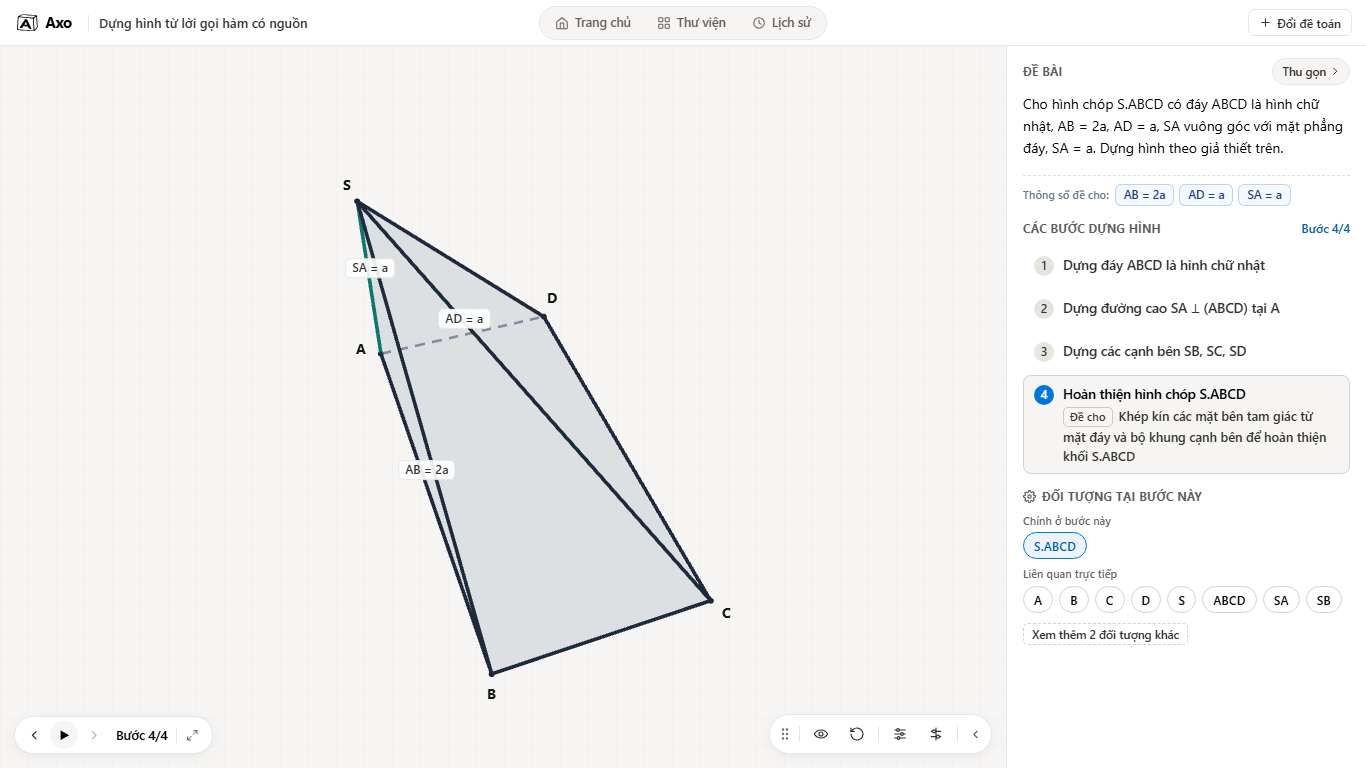 Axo
Dựng hình từ lời gọi hàm có nguồn
Trang chủ
Thư viện
Lịch sử
Đổi đề toán
S
SA = a
D
AD = a
A
AB = 2a
C
B
Bước 4/4
ĐỀ BÀI
Thu gọn
Cho hình chóp S.ABCD có đáy ABCD là hình chữ
nhật, AB = 2a, AD = a, SA vuông góc với mặt phẳng
đáy, SA = a. Dựng hình theo giả thiết trên.
Thông số đề cho:
AB = 2a
AD = a
SA = a
CÁC BƯỚC DỰNG HÌNH
Bước 4/4
1 Dựng đáy ABCD là hình chữ nhật
2 Dựng đường cao SA ⊥ (ABCD) tại A
3 Dựng các cạnh bên SB, SC, SD
4 Hoàn thiện hình chóp S.ABCD
Đề cho Khép kín các mặt bên tam giác từ
mặt đáy và bộ khung cạnh bên để hoàn thiện
khối S.ABCD
ĐỐI TƯỢNG TẠI BƯỚC NÀY
Chính ở bước này
S.ABCD
Liên quan trực tiếp
A B C D S ABCD SA SB
Xem thêm 2 đối tượng khác